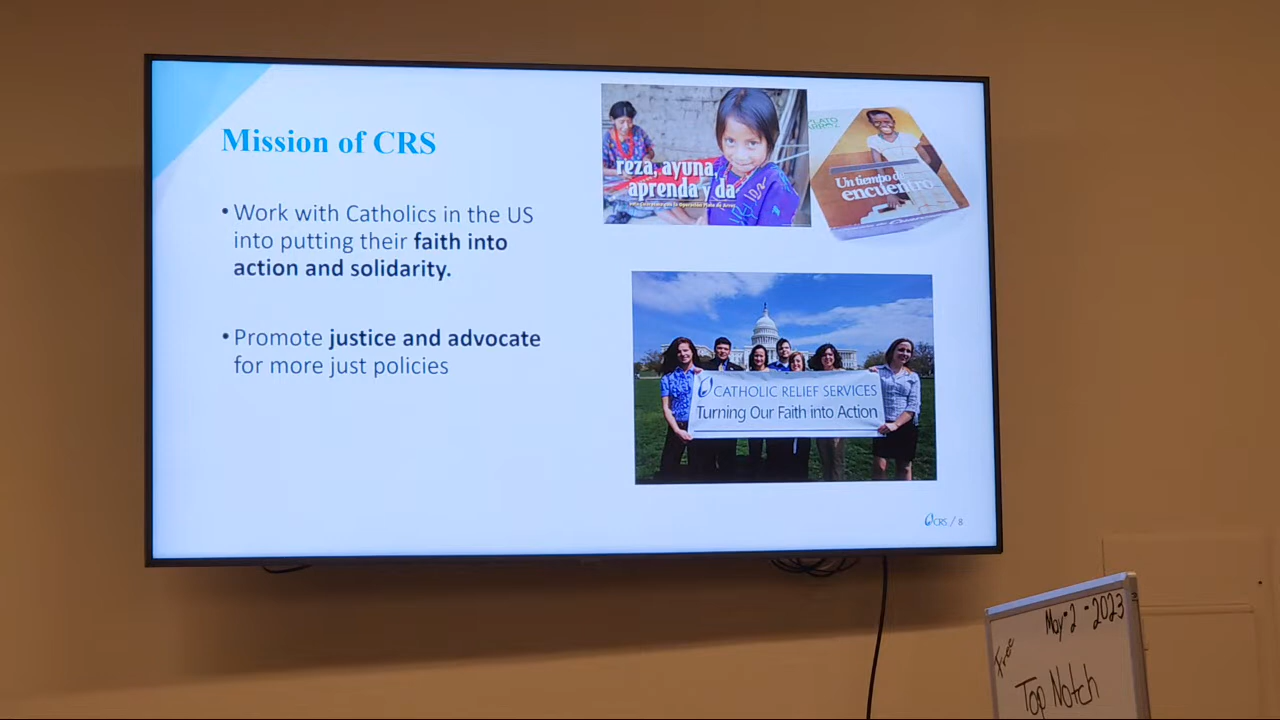 Mission of CRS
• Work with Catholics in the US
into putting their faith into
action and solidarity.
• Promote justice and advocate
for more just policies
reza, ayuna,
aprenda y da
PLATO
Un tiempo d
encuentro
CATHOLIC RELIEF SERVICES
Turning Our Faith into Action
CRS / 8
May 2 - 2023
Free
Top Notch